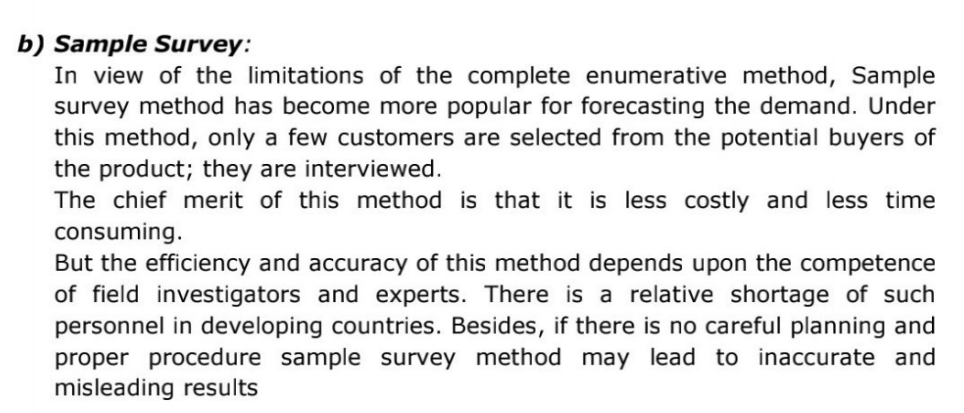 b) Sample Survey:
In view of the limitations of the complete enumerative method, Sample
survey method has become more popular for forecasting the demand. Under
this method, only a few customers are selected from the potential buyers of
the product; they are interviewed.
The chief merit of this method is that it is less costly and less time
consuming.
But the efficiency and accuracy of this method depends upon the competence
of field investigators and experts. There is a relative shortage of such
personnel in developing countries. Besides, if there is no careful planning and
proper procedure sample survey method may lead to inaccurate and
misleading results